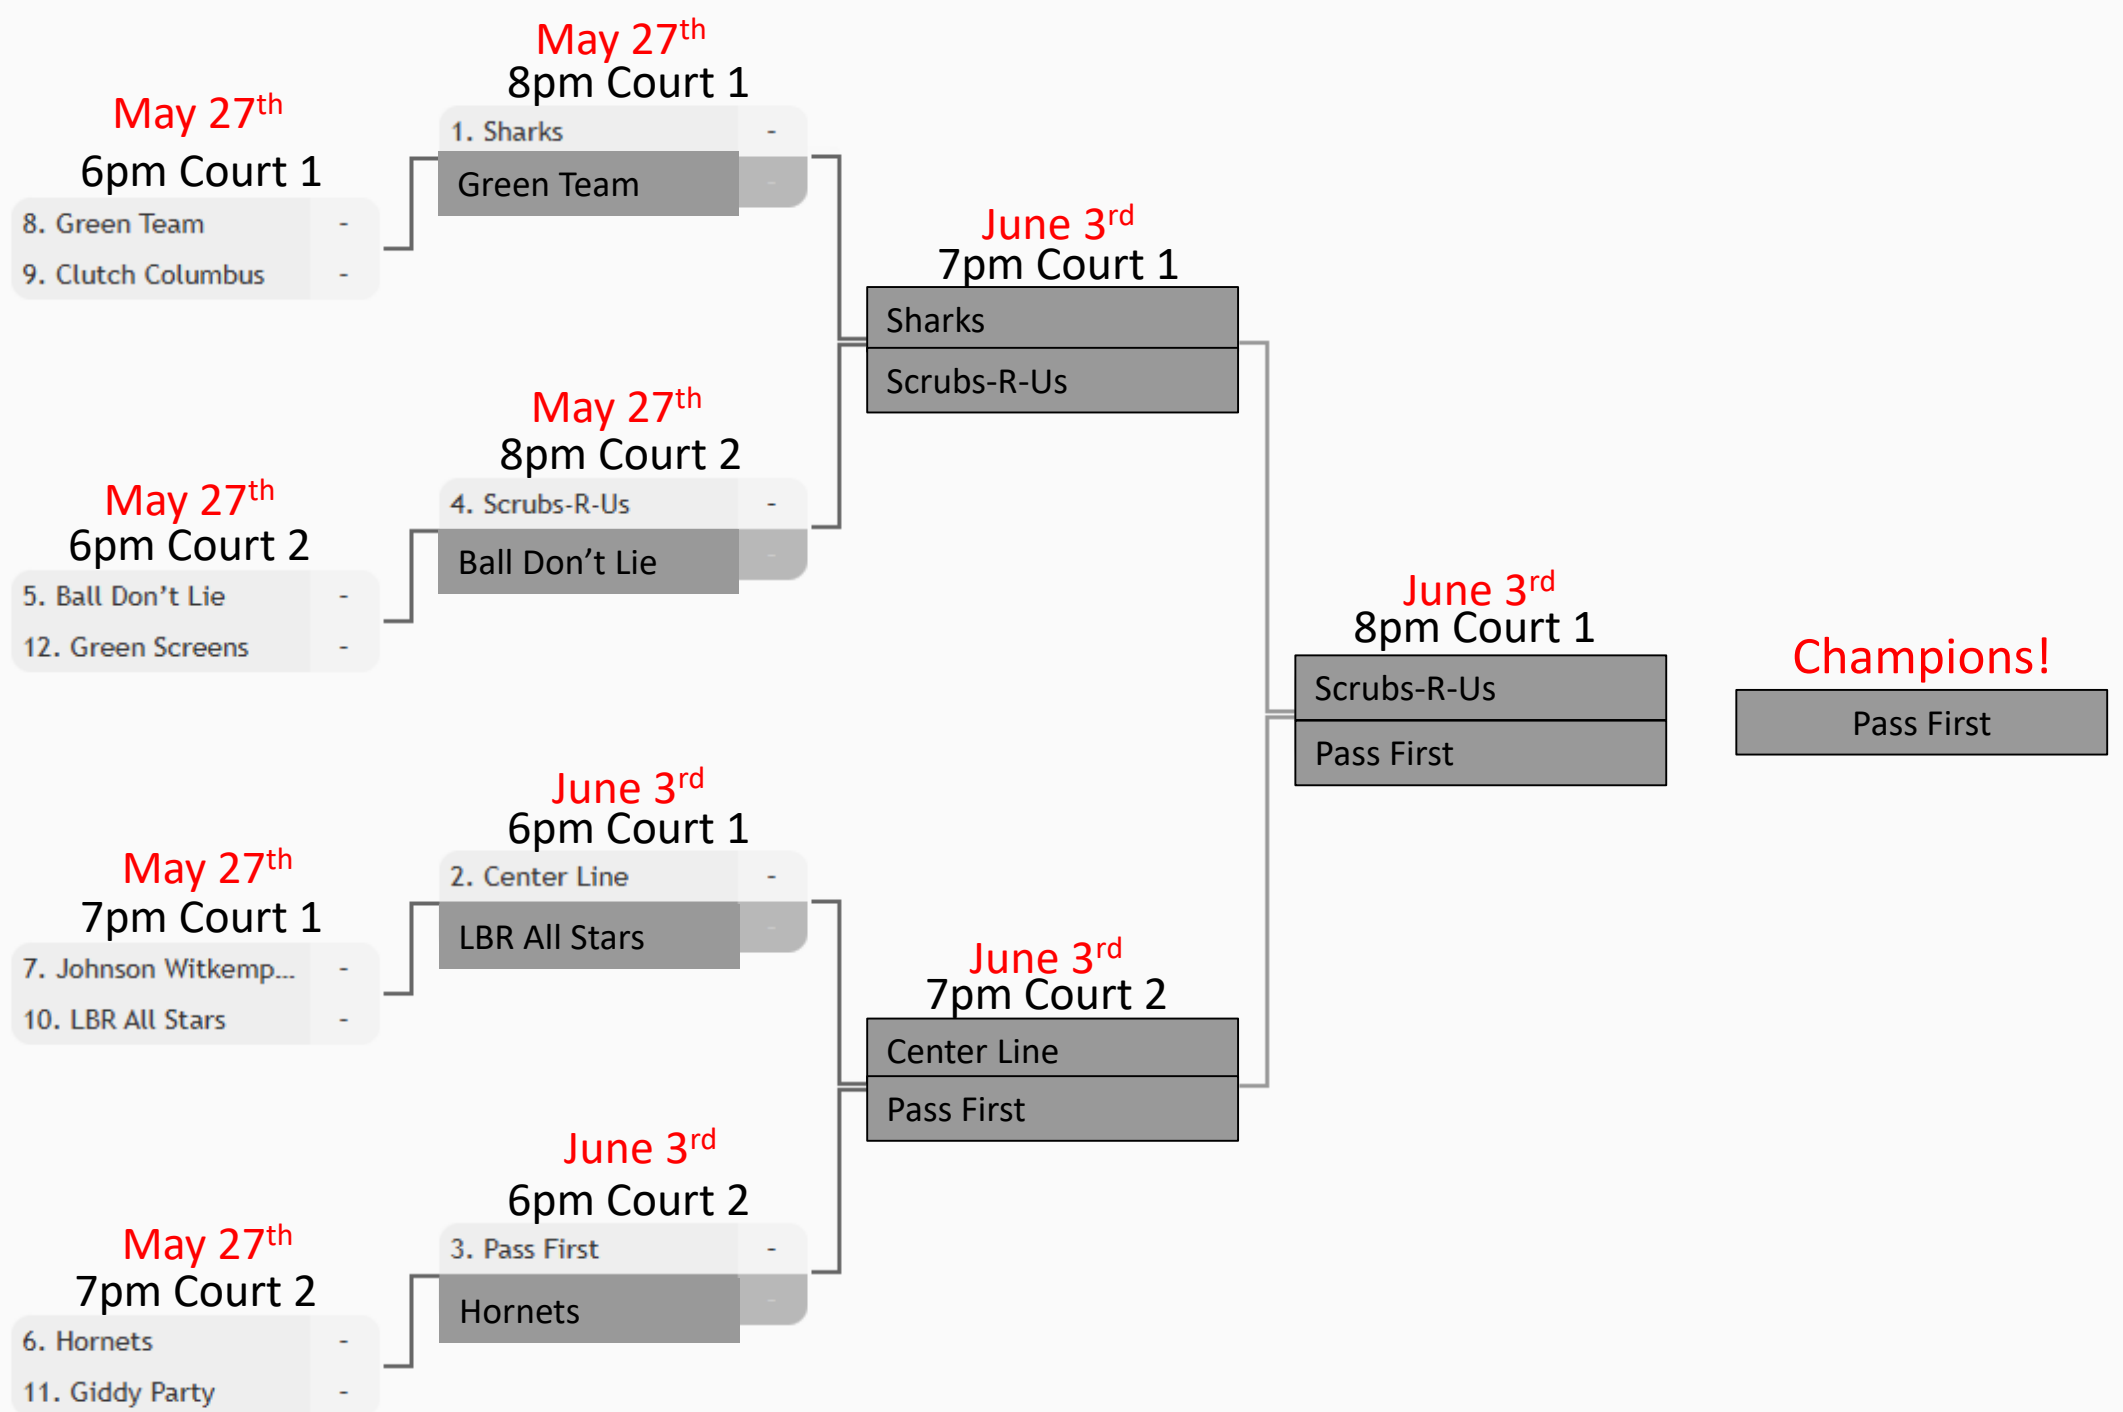 May 27th
6pm Court 1
8. Green Team -
9. Clutch Columbus -
May 27th
6pm Court 2
5. Ball Don't Lie -
12. Green Screens -
May 27th
7pm Court 1
7. Johnson Witkemp... -
10. LBR All Stars -
May 27th
7pm Court 2
6. Hornets -
11. Giddy Party -
May 27th
8pm Court 1
1. Sharks -
Green Team -
May 27th
8pm Court 2
4. Scrubs-R-Us -
Ball Don’t Lie -
June 3rd
6pm Court 1
2. Center Line -
LBR All Stars -
June 3rd
6pm Court 2
3. Pass First -
Hornets -
June 3rd
7pm Court 1
Sharks
Scrubs-R-Us
June 3rd
7pm Court 2
Center Line
Pass First
June 3rd
8pm Court 1
Scrubs-R-Us
Pass First
Champions!
Pass First